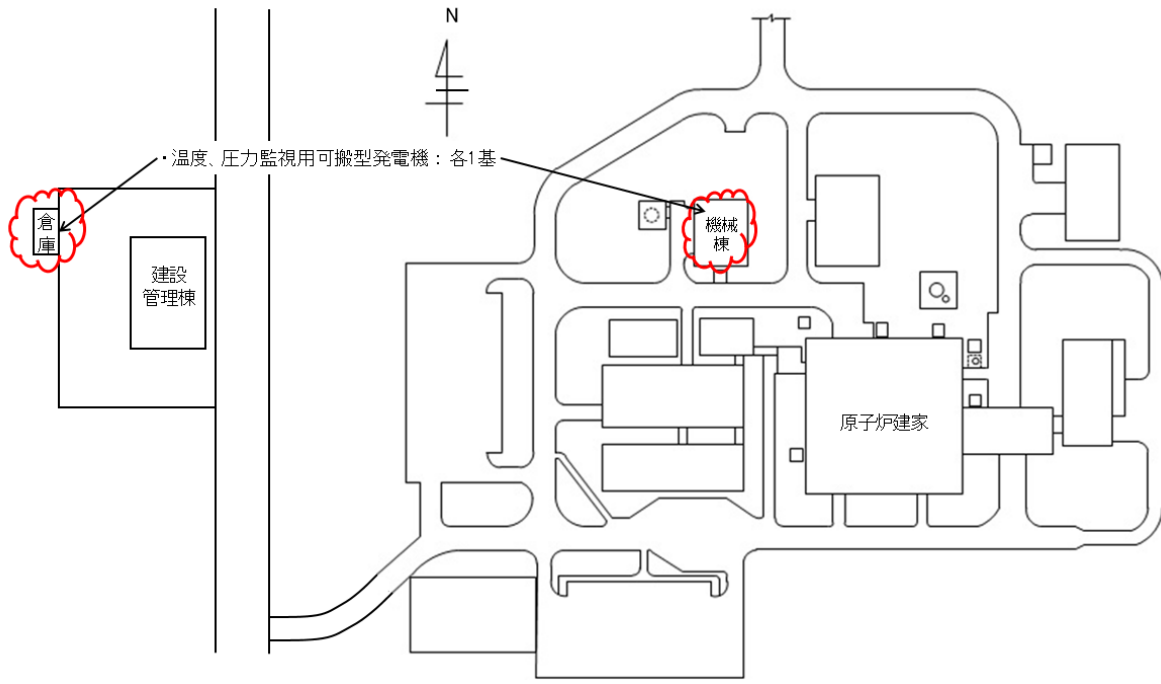 N
・温度、圧力監視用可搬型発電機：各1基
倉
庫
機械
棟
建設
管理棟
原子炉建家